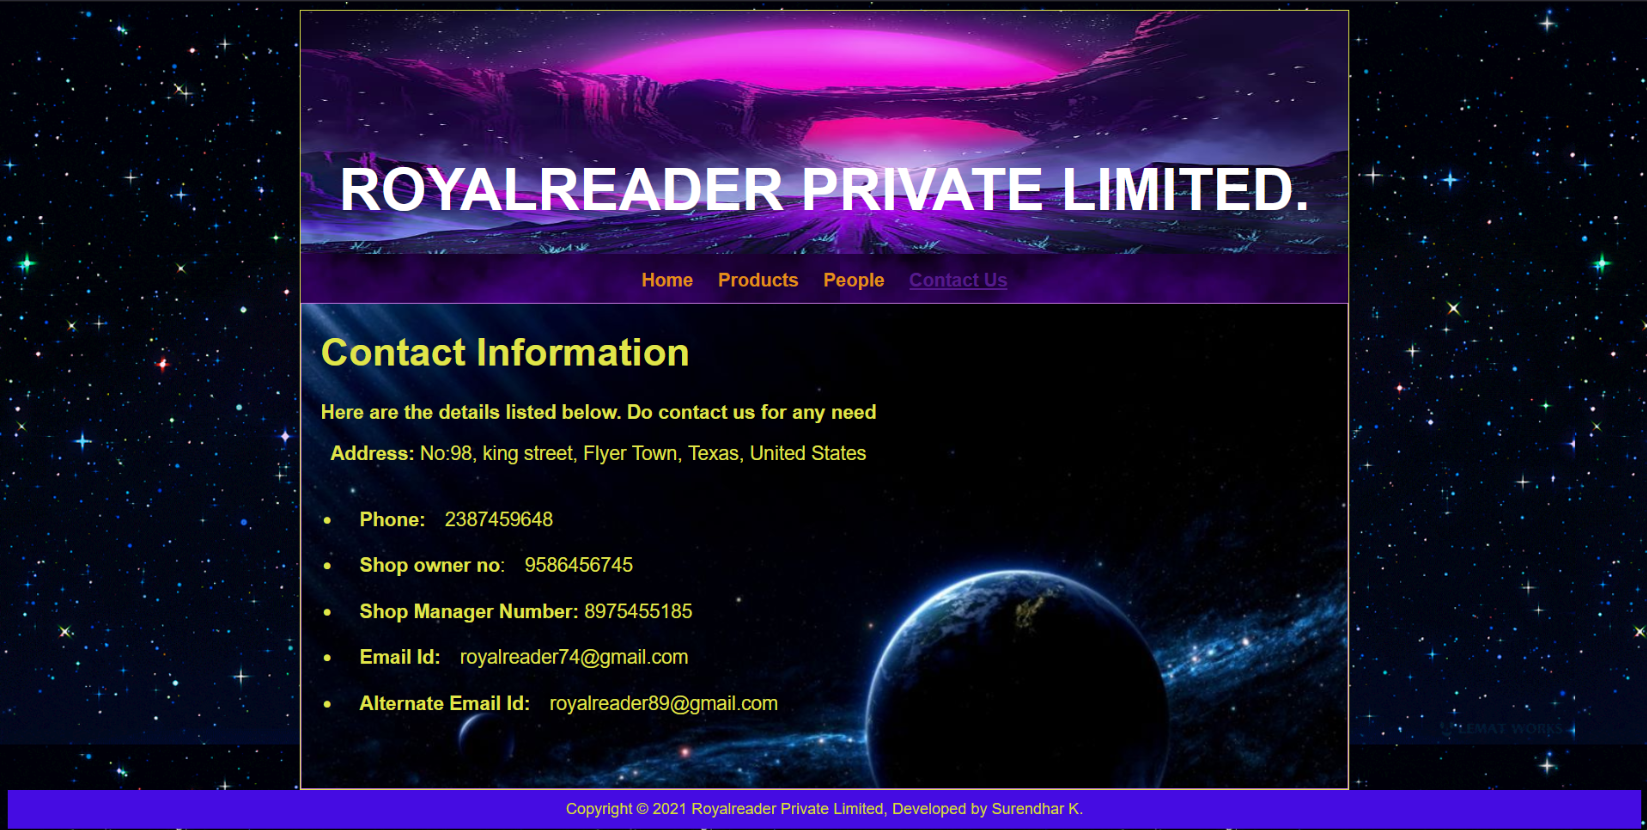 ROYALREADER PRIVATE LIMITED.
Home Products People Contact Us
Contact Information
Here are the details listed below. Do contact us for any need
Address: No:98, king street, Flyer Town, Texas, United States
• Phone: 2387459648
• Shop owner no: 9586456745
• Shop Manager Number: 8975455185
• Email Id: royalreader74@gmail.com
• Alternate Email Id: royalreader89@gmail.com
Copyright © 2021 Royalreader Private Limited, Developed by Surendhar K.